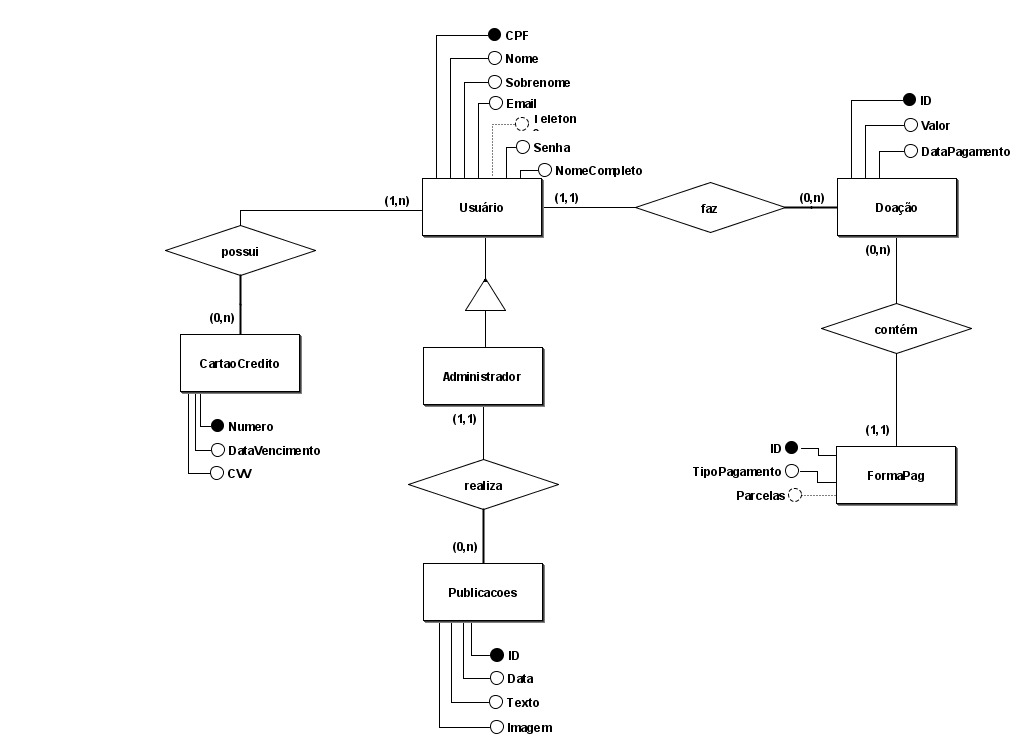 CPF
Nome
Sobrenome
Email
Telefon
Senha
NomeCompleto
ID
Valor
DataPagamento
(1,n)
Usuário
(1,1)
faz
(0,n)
Doação
possui
(0,n)
(0,n)
contém
CartaoCredito
Administrador
(1,1)
(1,1)
Numero
DataVencimento
CVV
ID
TipoPagamento
Parcelas
FormaPag
realiza
(0,n)
Publicacoes
ID
Data
Texto
Imagem